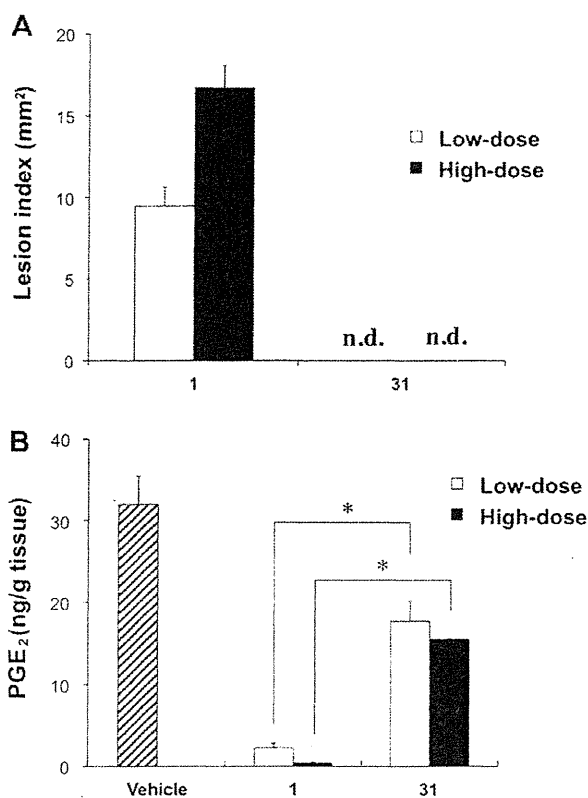 A
Lesion index (mm²)
20
15
10
5
0
Low-dose
High-dose
n.d. n.d.
1 31
B
PGE₂ (ng/g tissue)
40
30
20
10
0
Low-dose
High-dose
*
*
Vehicle 1 31